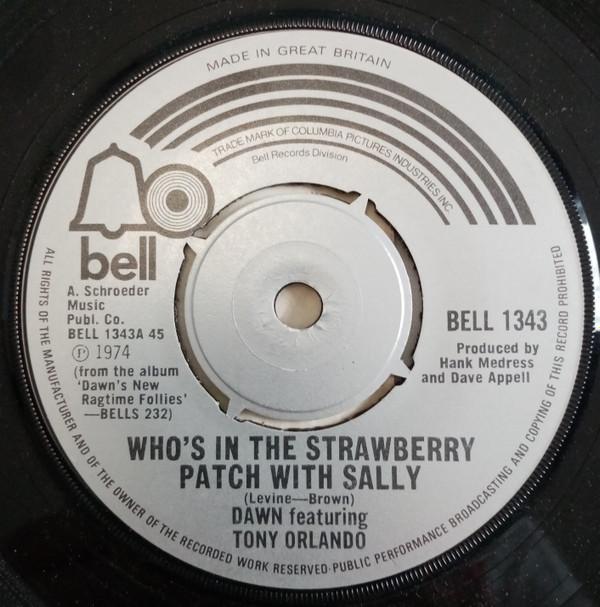 MADE IN GREAT BRITAIN
TRADE MARK OF COLUMBIA PICTURES INDUSTRIES INC.
Bell Records Division
bell
A. Schroeder
Music
Publ. Co.
BELL 1343A 45
Ⓟ 1974
(from the album
'Dawn's New
Ragtime Follies'
—BELLS 232)
BELL 1343
Produced by
Hank Medress
and Dave Appell
WHO'S IN THE STRAWBERRY
PATCH WITH SALLY
(Levine—Brown)
DAWN featuring
TONY ORLANDO
ALL RIGHTS OF THE MANUFACTURER AND OF THE OWNER OF THE RECORDED WORK RESERVED·PUBLIC PERFORMANCE BROADCASTING AND COPYING OF THIS RECORD PROHIBITED